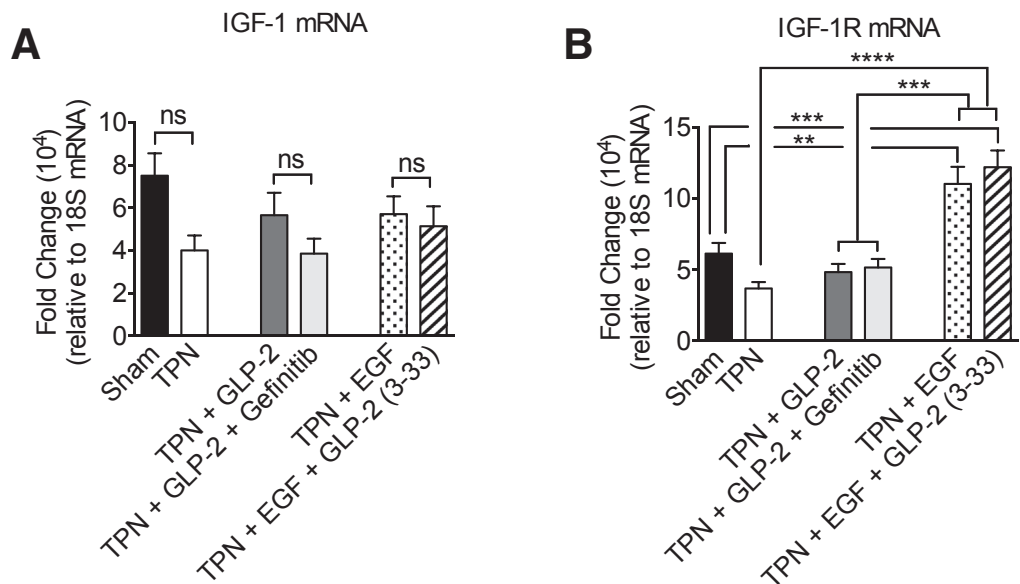 IGF-1 mRNA
A
Fold Change (10⁴)
(relative to 18S mRNA)
10
8
6
4
2
0
ns
ns
ns
Sham
TPN
TPN + GLP-2
TPN + GLP-2 + Gefinitib
TPN + EGF
TPN + EGF + GLP-2 (3-33)
IGF-1R mRNA
B
Fold Change (10⁴)
(relative to 18S mRNA)
15
10
5
0
****
***
***
**
Sham
TPN
TPN + GLP-2
TPN + GLP-2 + Gefinitib
TPN + EGF
TPN + EGF + GLP-2 (3-33)